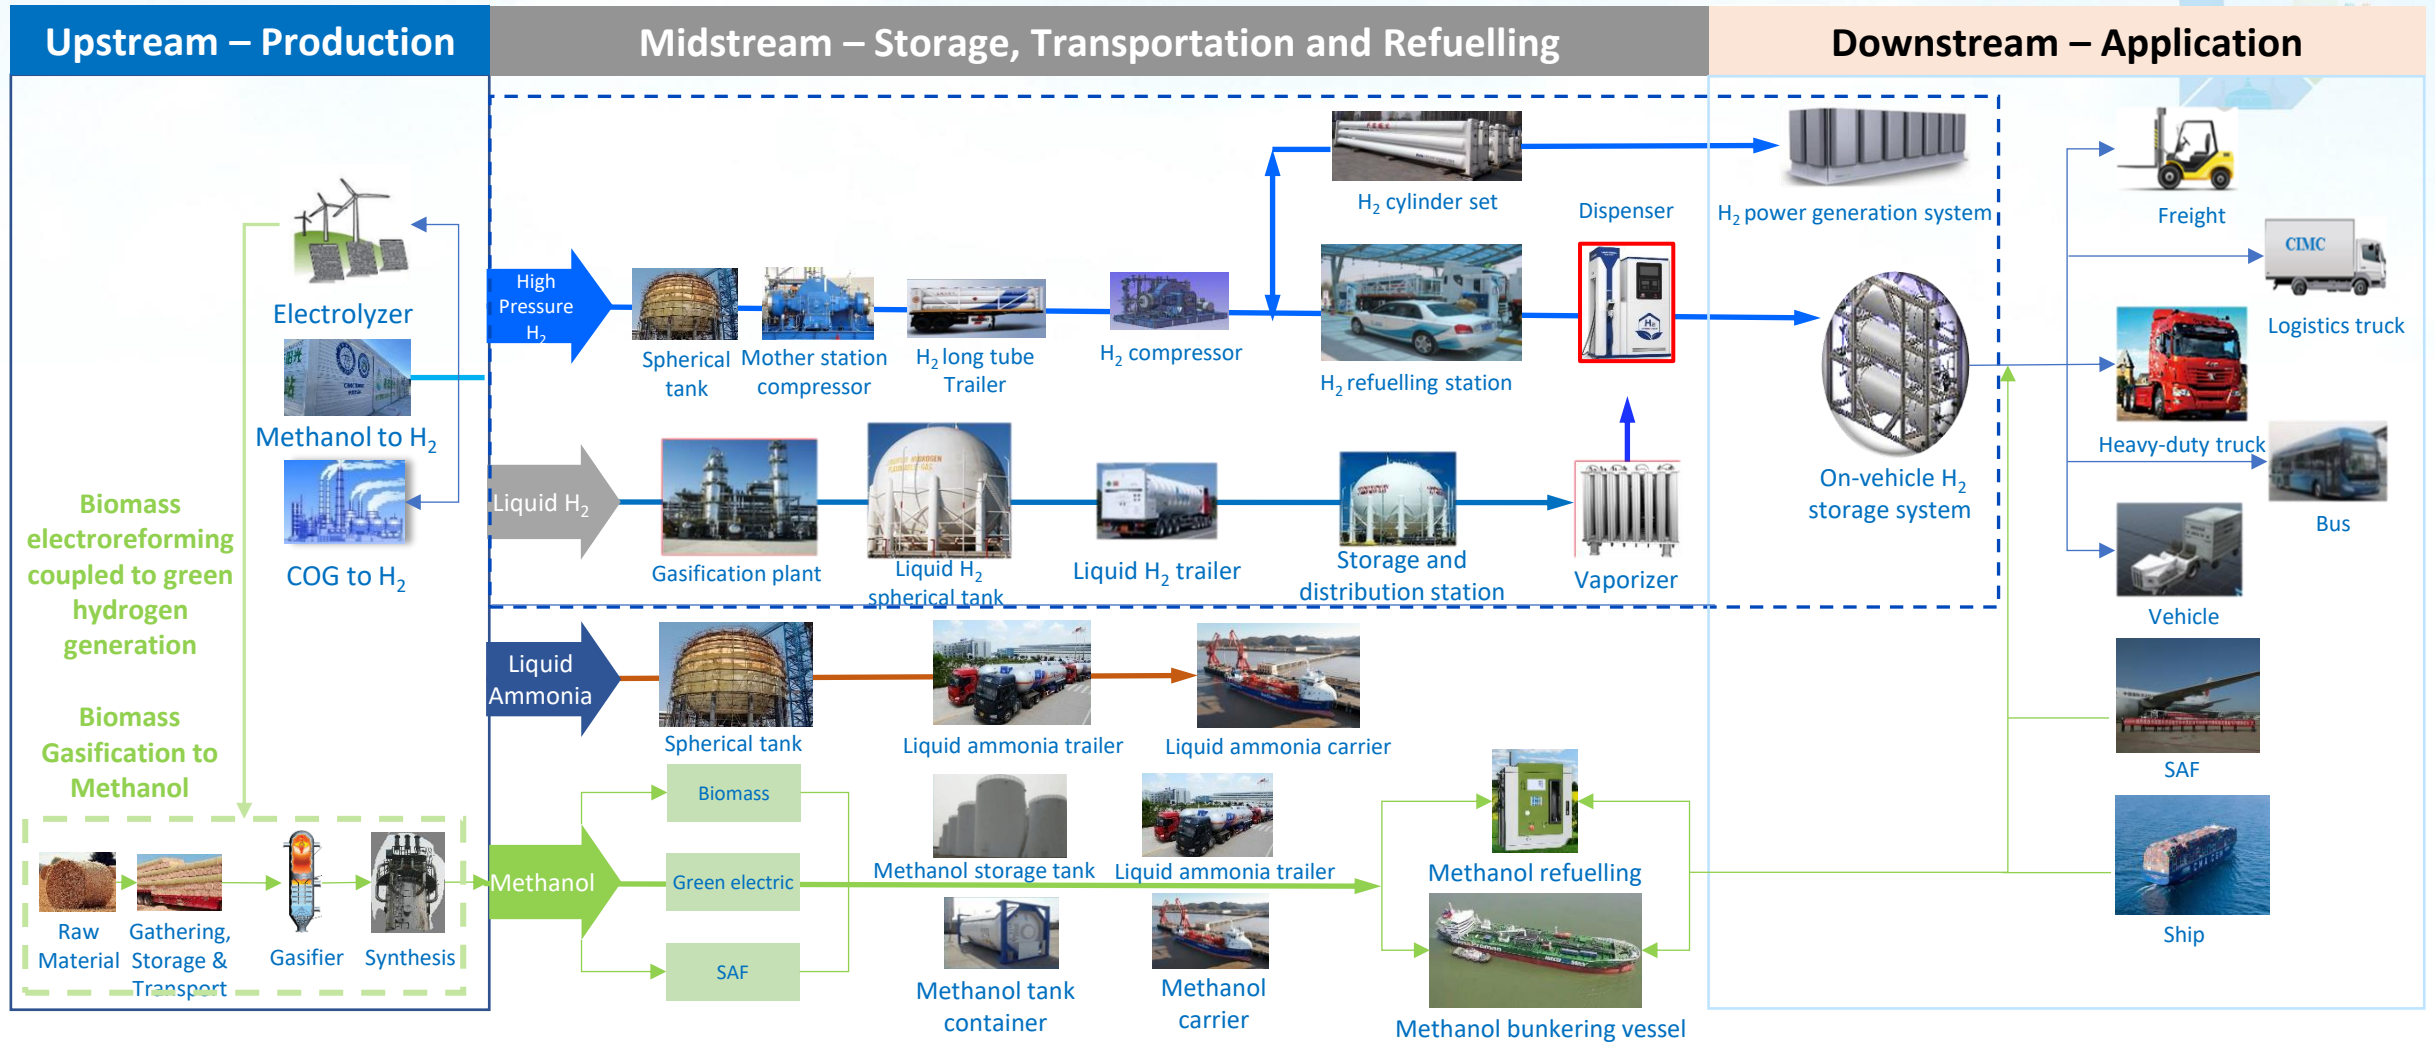 Upstream – Production
Midstream – Storage, Transportation and Refuelling
Downstream – Application
Electrolyzer
Methanol to H2
COG to H2
Biomass
electroreforming
coupled to green
hydrogen
generation
Biomass
Gasification to
Methanol
Raw
Material
Gathering,
Storage &
Transport
Gasifier
Synthesis
High
Pressure
H2
Spherical
tank
Mother station
compressor
H2 long tube
Trailer
H2 compressor
H2 cylinder set
H2 refuelling station
Dispenser
H2 power generation system
On-vehicle H2
storage system
Liquid H2
Gasification plant
Liquid H2
spherical tank
Liquid H2 trailer
Storage and
distribution station
Vaporizer
Liquid
Ammonia
Spherical tank
Liquid ammonia trailer
Liquid ammonia carrier
Methanol
Biomass
Green electric
SAF
Methanol storage tank
Liquid ammonia trailer
Methanol tank
container
Methanol
carrier
Methanol refuelling
Methanol bunkering vessel
Freight
CIMC
Logistics truck
Heavy-duty truck
Bus
Vehicle
SAF
Ship